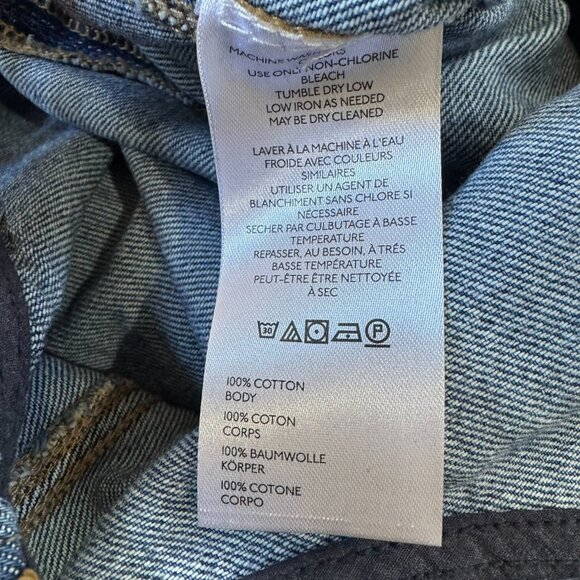 MACHINE WASH
USE ONLY NON-CHLORINE
BLEACH
TUMBLE DRY LOW
LOW IRON AS NEEDED
MAY BE DRY CLEANED
LAVER À LA MACHINE À L'EAU
FROIDE AVEC COULEURS
SIMILAIRES
UTILISER UN AGENT DE
BLANCHIMENT SANS CHLORE SI
NÉCESSAIRE
SECHER PAR CULBUTAGE À BASSE
TEMPERATURE
REPASSER, AU BESOIN, À TRÉS
BASSE TEMPÉRATURE
PEUT-ÊTRE ÊTRE NETTOYÉE
À SEC
30 P
100% COTTON
BODY
100% COTON
CORPS
100% BAUMWOLLE
KÖRPER
100% COTONE
CORPO